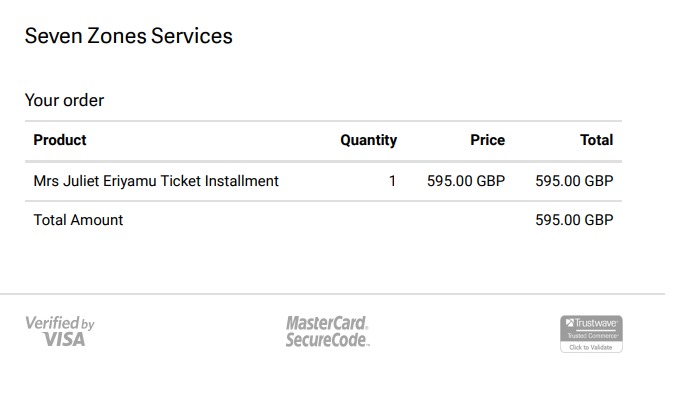 Seven Zones Services
Your order
Product Quantity Price Total
Mrs Juliet Eriyamu Ticket Installment 1 595.00 GBP 595.00 GBP
Total Amount 595.00 GBP
Verified by
VISA
MasterCard.
SecureCode™
Trustwave
Trusted Commerce
Click to Validate